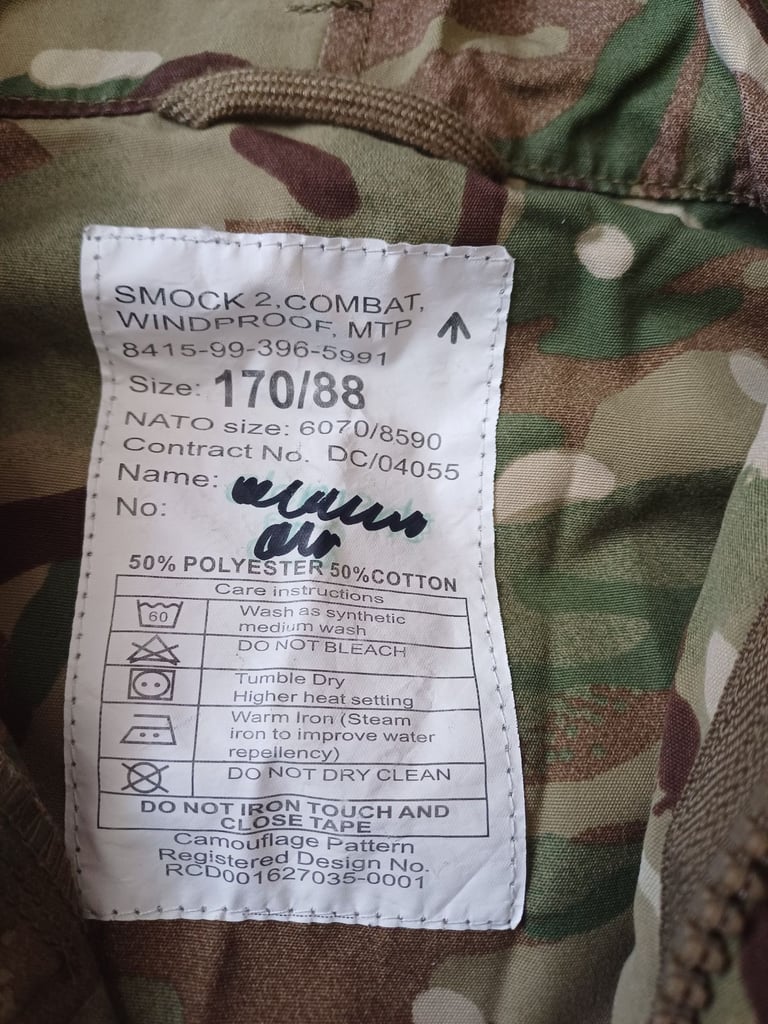 SMOCK 2,COMBAT,
WINDPROOF, MTP
8415-99-396-5991
Size: 170/88
NATO size: 6070/8590
Contract No. DC/04055
Name:
No:
50% POLYESTER 50%COTTON
Care instructions
60 Wash as synthetic
medium wash
DO NOT BLEACH
Tumble Dry
Higher heat setting
Warm Iron (Steam
iron to improve water
repellency)
DO NOT DRY CLEAN
DO NOT IRON TOUCH AND
CLOSE TAPE
Camouflage Pattern
Registered Design No.
RCD001627035-0001